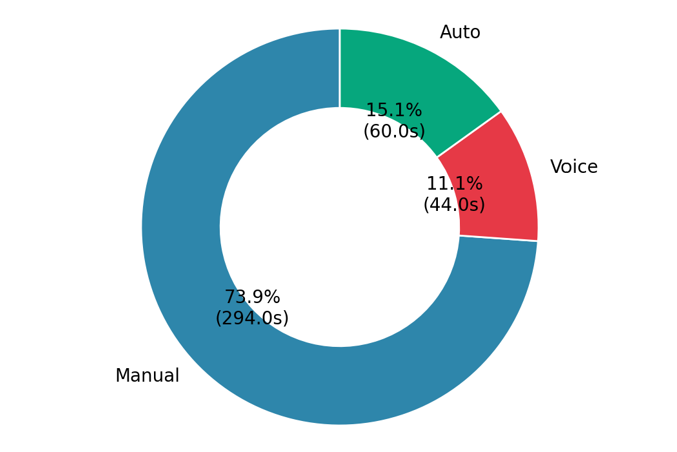 Auto
15.1%
(60.0s)
Voice
11.1%
(44.0s)
73.9%
(294.0s)
Manual